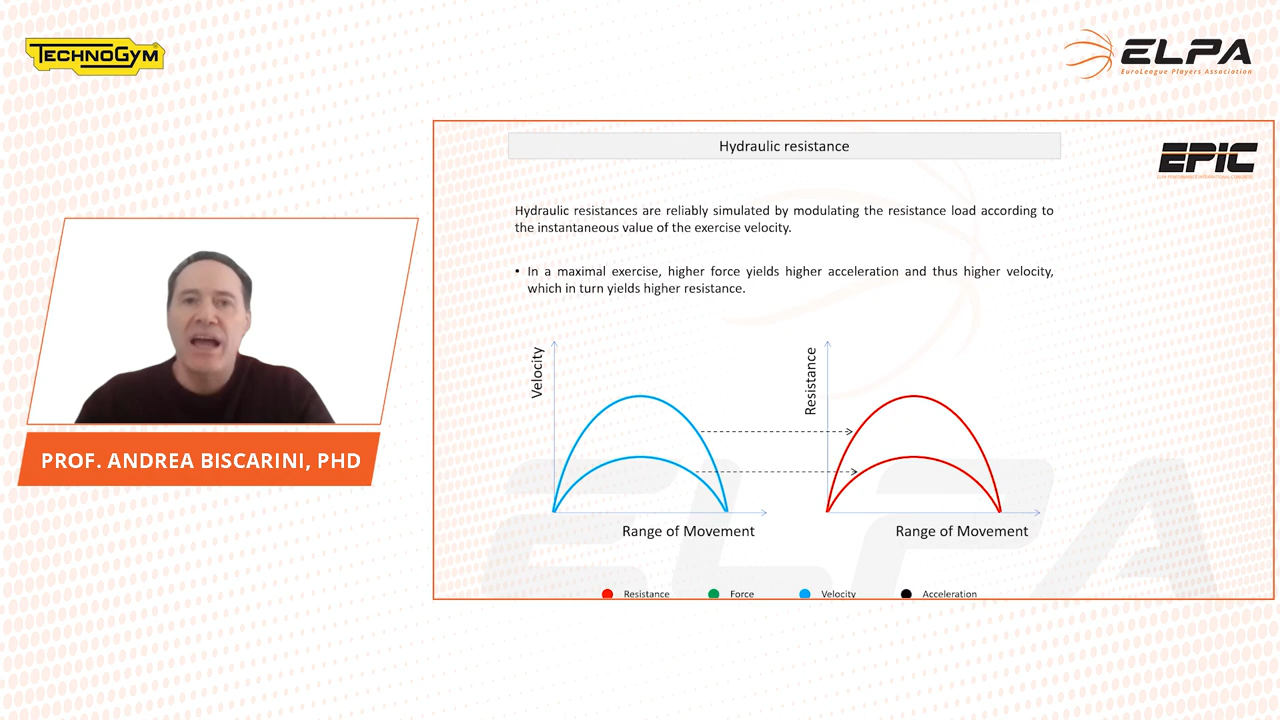 TECHNOGYM
ELPA
EuroLeague Players Association
EPIC
Hydraulic resistance
Hydraulic resistances are reliably simulated by modulating the resistance load according to
the instantaneous value of the exercise velocity.
• In a maximal exercise, higher force yields higher acceleration and thus higher velocity,
which in turn yields higher resistance.
Velocity
Range of Movement
Resistance
Range of Movement
Resistance
Force
Velocity
Acceleration
PROF. ANDREA BISCARINI, PHD
ELPA